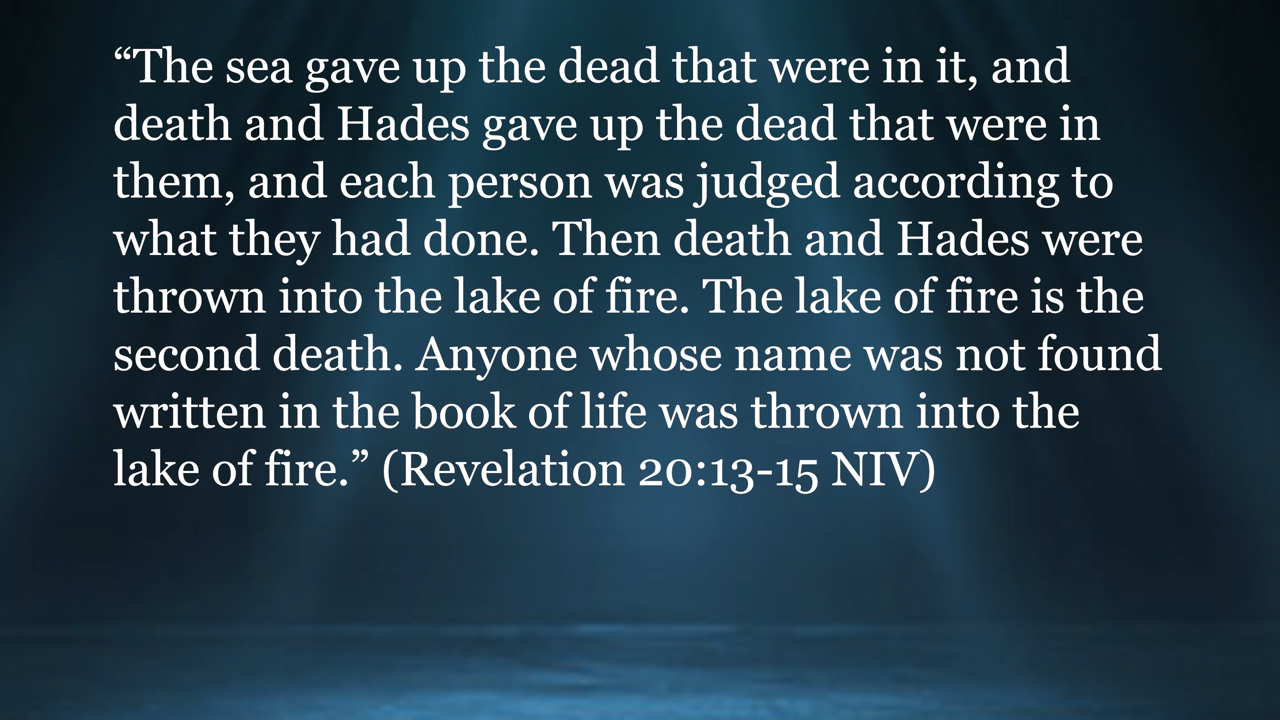 “The sea gave up the dead that were in it, and
death and Hades gave up the dead that were in
them, and each person was judged according to
what they had done. Then death and Hades were
thrown into the lake of fire. The lake of fire is the
second death. Anyone whose name was not found
written in the book of life was thrown into the
lake of fire.” (Revelation 20:13-15 NIV)